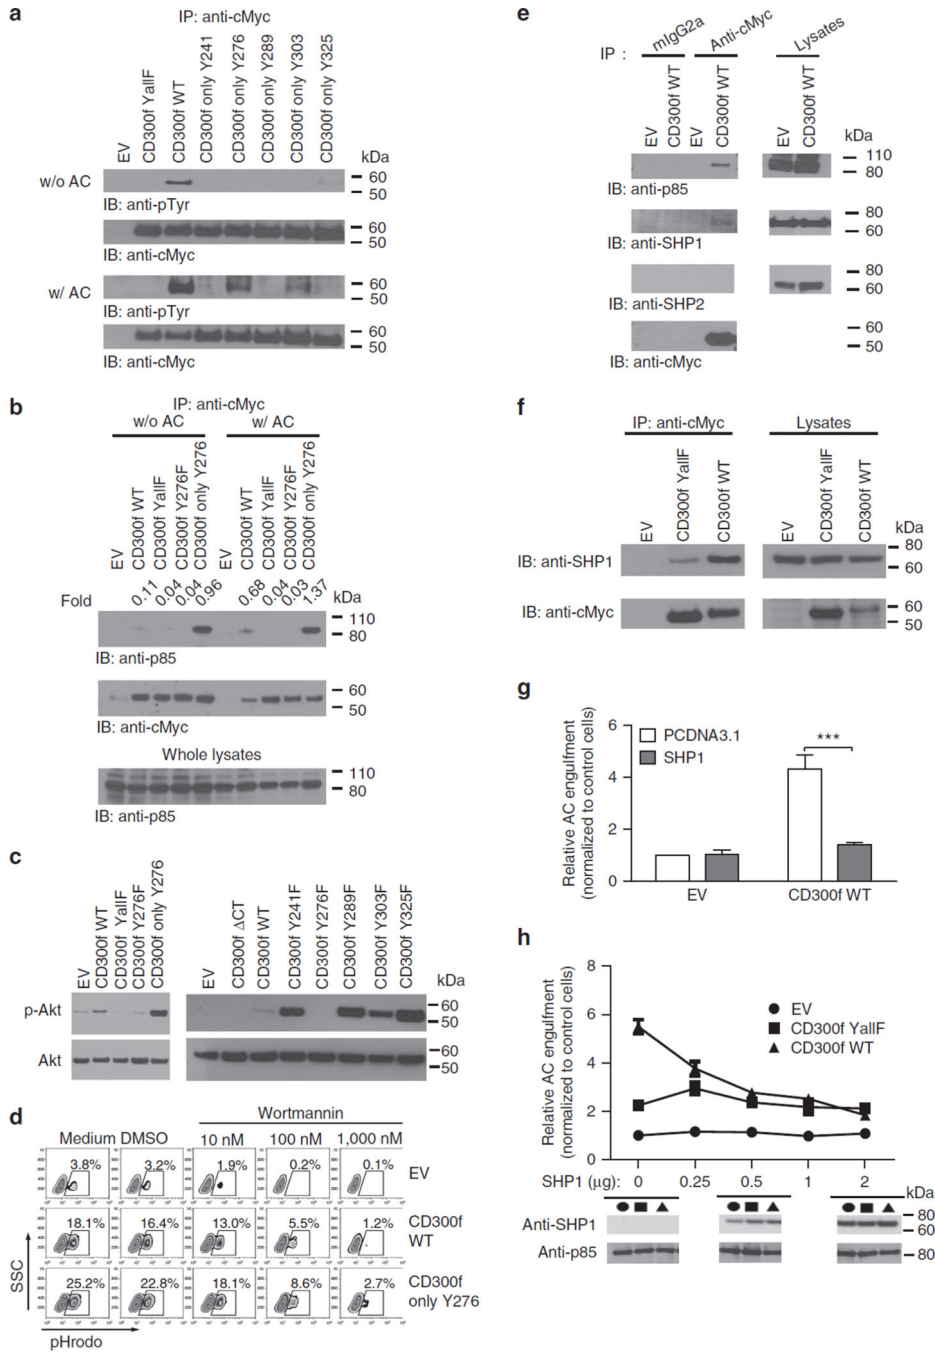 a
IP: anti-cMyc
EV
CD300f YallF
CD300f WT
CD300f only Y241
CD300f only Y276
CD300f only Y289
CD300f only Y303
CD300f only Y325
kDa
w/o AC
60
50
IB: anti-pTyr
60
50
IB: anti-cMyc
w/ AC
60
50
IB: anti-pTyr
60
50
IB: anti-cMyc
b
IP: anti-cMyc
w/o AC
w/ AC
EV
CD300f WT
CD300f YallF
CD300f Y276F
CD300f only Y276
EV
CD300f WT
CD300f YallF
CD300f Y276F
CD300f only Y276
Fold
0.11
0.04
0.04
0.96
0.68
0.04
0.03
1.37
kDa
110
80
IB: anti-p85
60
50
IB: anti-cMyc
Whole lysates
110
80
IB: anti-p85
c
EV
CD300f WT
CD300f YallF
CD300f Y276F
CD300f only Y276
EV
CD300f ΔCT
CD300f WT
CD300f Y241F
CD300f Y276F
CD300f Y289F
CD300f Y303F
CD300f Y325F
kDa
p-Akt
60
50
Akt
60
50
d
Wortmannin
Medium DMSO 10 nM 100 nM 1,000 nM
3.8% 3.2% 1.9% 0.2% 0.1%
EV
18.1% 16.4% 13.0% 5.5% 1.2%
CD300f
WT
25.2% 22.8% 18.1% 8.6% 2.7%
CD300f
only Y276
SSC
pHrodo
e
IP :
mIgG2a
Anti-cMyc
Lysates
EV
CD300f WT
EV
CD300f WT
EV
CD300f WT
kDa
110
80
IB: anti-p85
80
60
IB: anti-SHP1
80
60
IB: anti-SHP2
60
50
IB: anti-cMyc
f
IP: anti-cMyc
Lysates
EV
CD300f YallF
CD300f WT
EV
CD300f YallF
CD300f WT
kDa
IB: anti-SHP1
80
60
IB: anti-cMyc
60
50
g
Relative AC engulfment
(normalized to control cells)
6
4
2
0
PCDNA3.1
SHP1
***
EV
CD300f WT
h
Relative AC engulfment
(normalized to control cells)
8
6
4
2
0
EV
CD300f YallF
CD300f WT
SHP1 (μg): 0 0.25 0.5 1 2
kDa
Anti-SHP1
80
60
Anti-p85
80